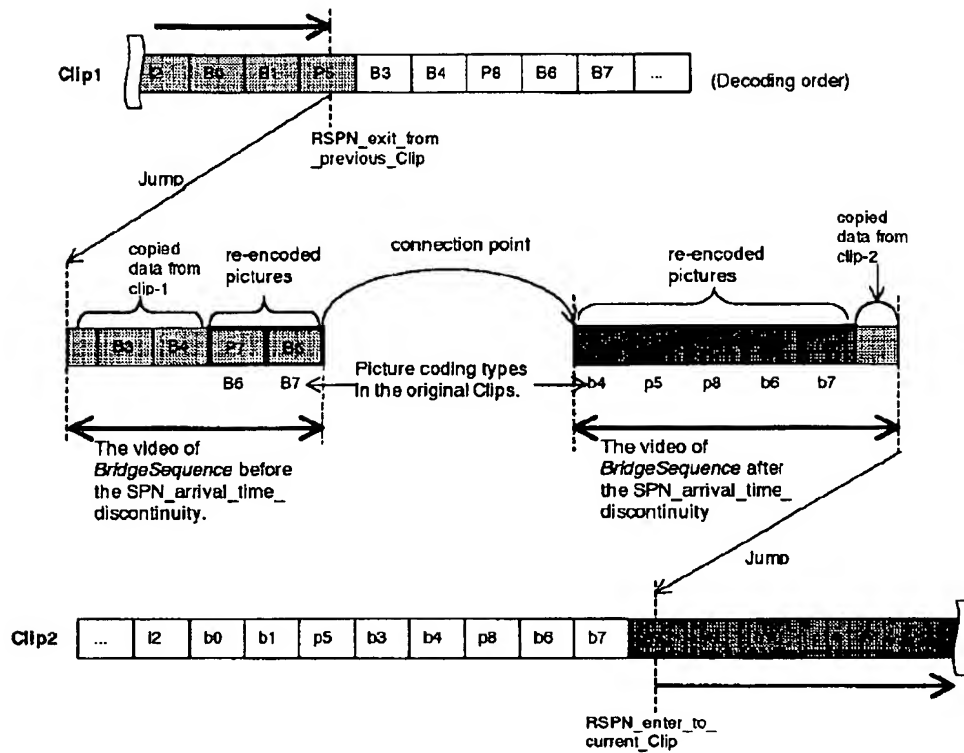 Clip1
I2 B0 B1 P5 B3 B4 P8 B6 B7 ...
(Decoding order)
RSPN_exit_from
_previous_Clip
Jump
copied
data from
clip-1
re-encoded
pictures
connection point
re-encoded
pictures
copied
data from
clip-2
B3 B4 P7 B6
B6 B7
Picture coding types
in the original Clips.
b4 p5 p8 b6 b7
The video of
BridgeSequence before
the SPN_arrival_time_
discontinuity.
The video of
BridgeSequence after
the SPN_arrival_time_
discontinuity
Jump
Clip2
... I2 b0 b1 p5 b3 b4 p8 b6 b7
RSPN_enter_to_
current_Clip